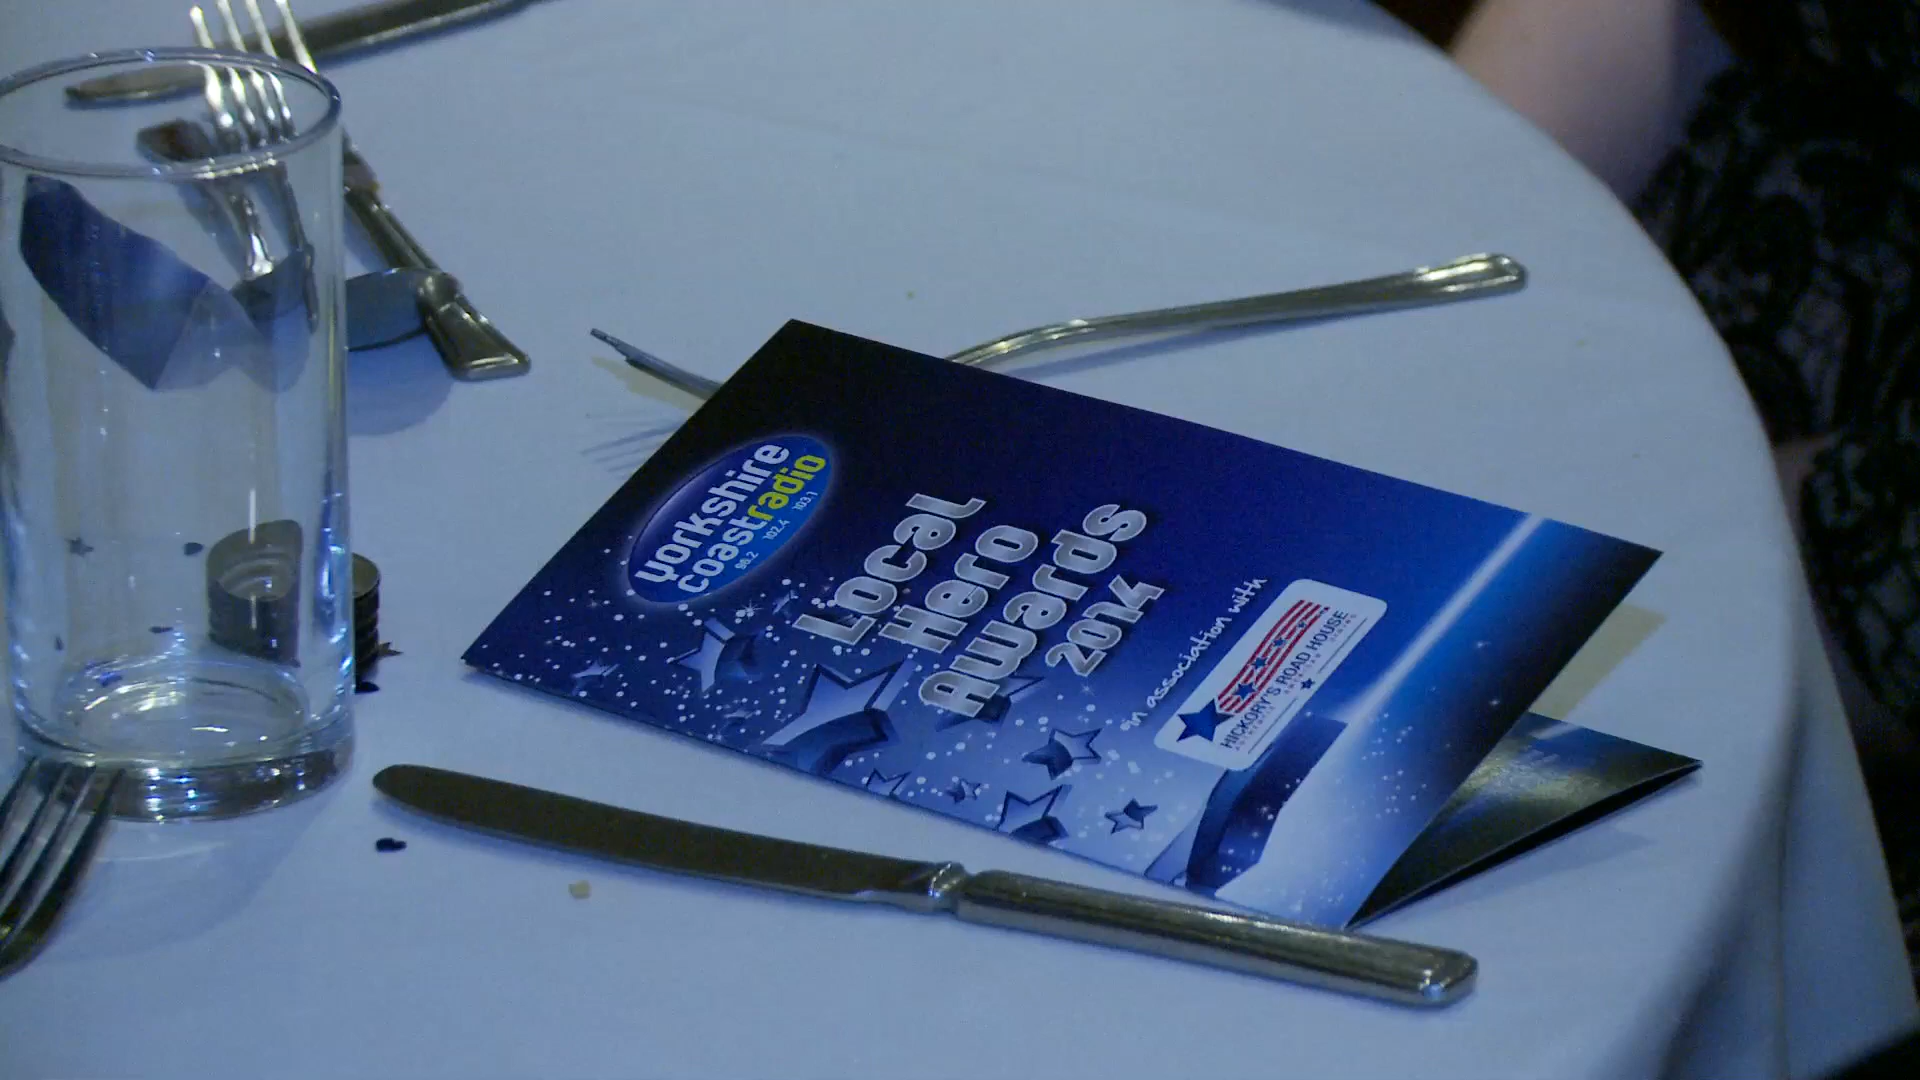 yorkshire
coastradio
96.2 102.4 103.1
Local
Hero
Awards
2014
in association with
HICKORY'S ROAD HOUSE